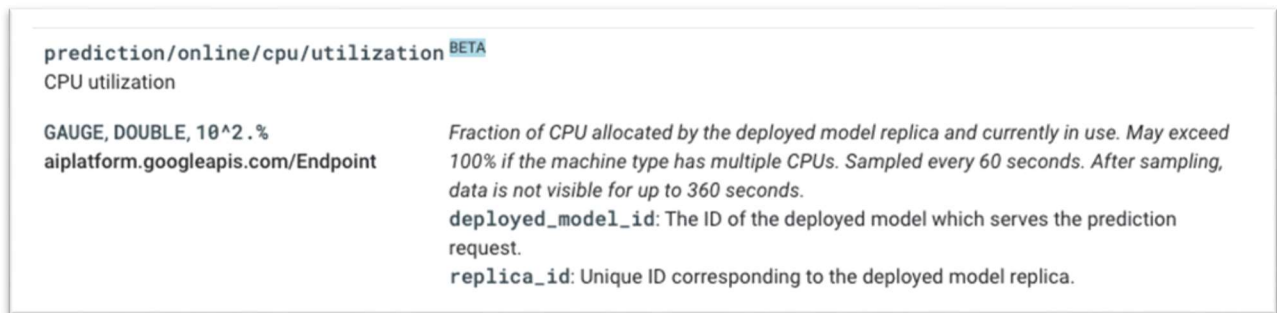 prediction/online/cpu/utilization BETA
CPU utilization
GAUGE, DOUBLE, 10^2.%
aiplatform.googleapis.com/Endpoint
Fraction of CPU allocated by the deployed model replica and currently in use. May exceed
100% if the machine type has multiple CPUs. Sampled every 60 seconds. After sampling,
data is not visible for up to 360 seconds.
deployed_model_id: The ID of the deployed model which serves the prediction
request.
replica_id: Unique ID corresponding to the deployed model replica.